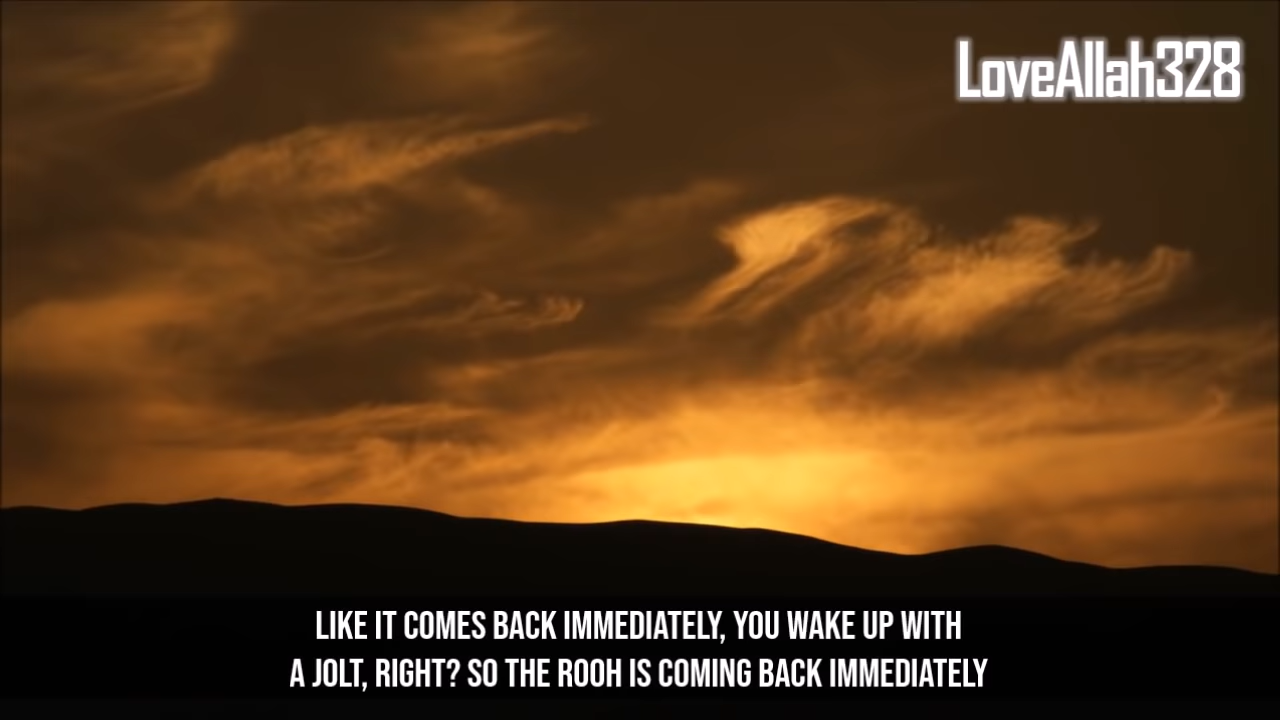 LoveAllah328
LIKE IT COMES BACK IMMEDIATELY, YOU WAKE UP WITH
A JOLT, RIGHT? SO THE ROOH IS COMING BACK IMMEDIATELY